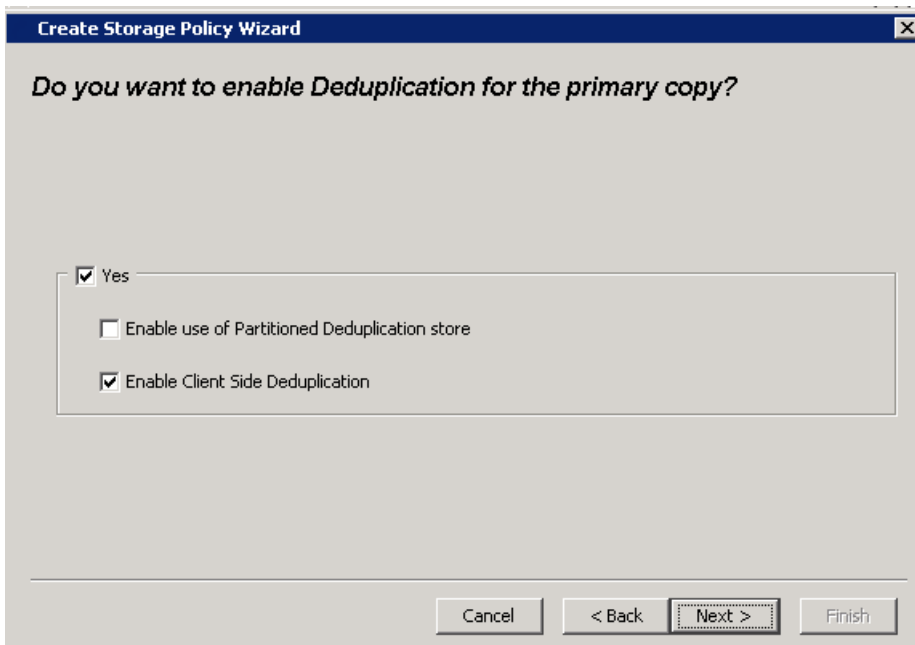 Create Storage Policy Wizard
Do you want to enable Deduplication for the primary copy?
Yes
Enable use of Partitioned Deduplication store
Enable Client Side Deduplication
Cancel < Back Next > Finish